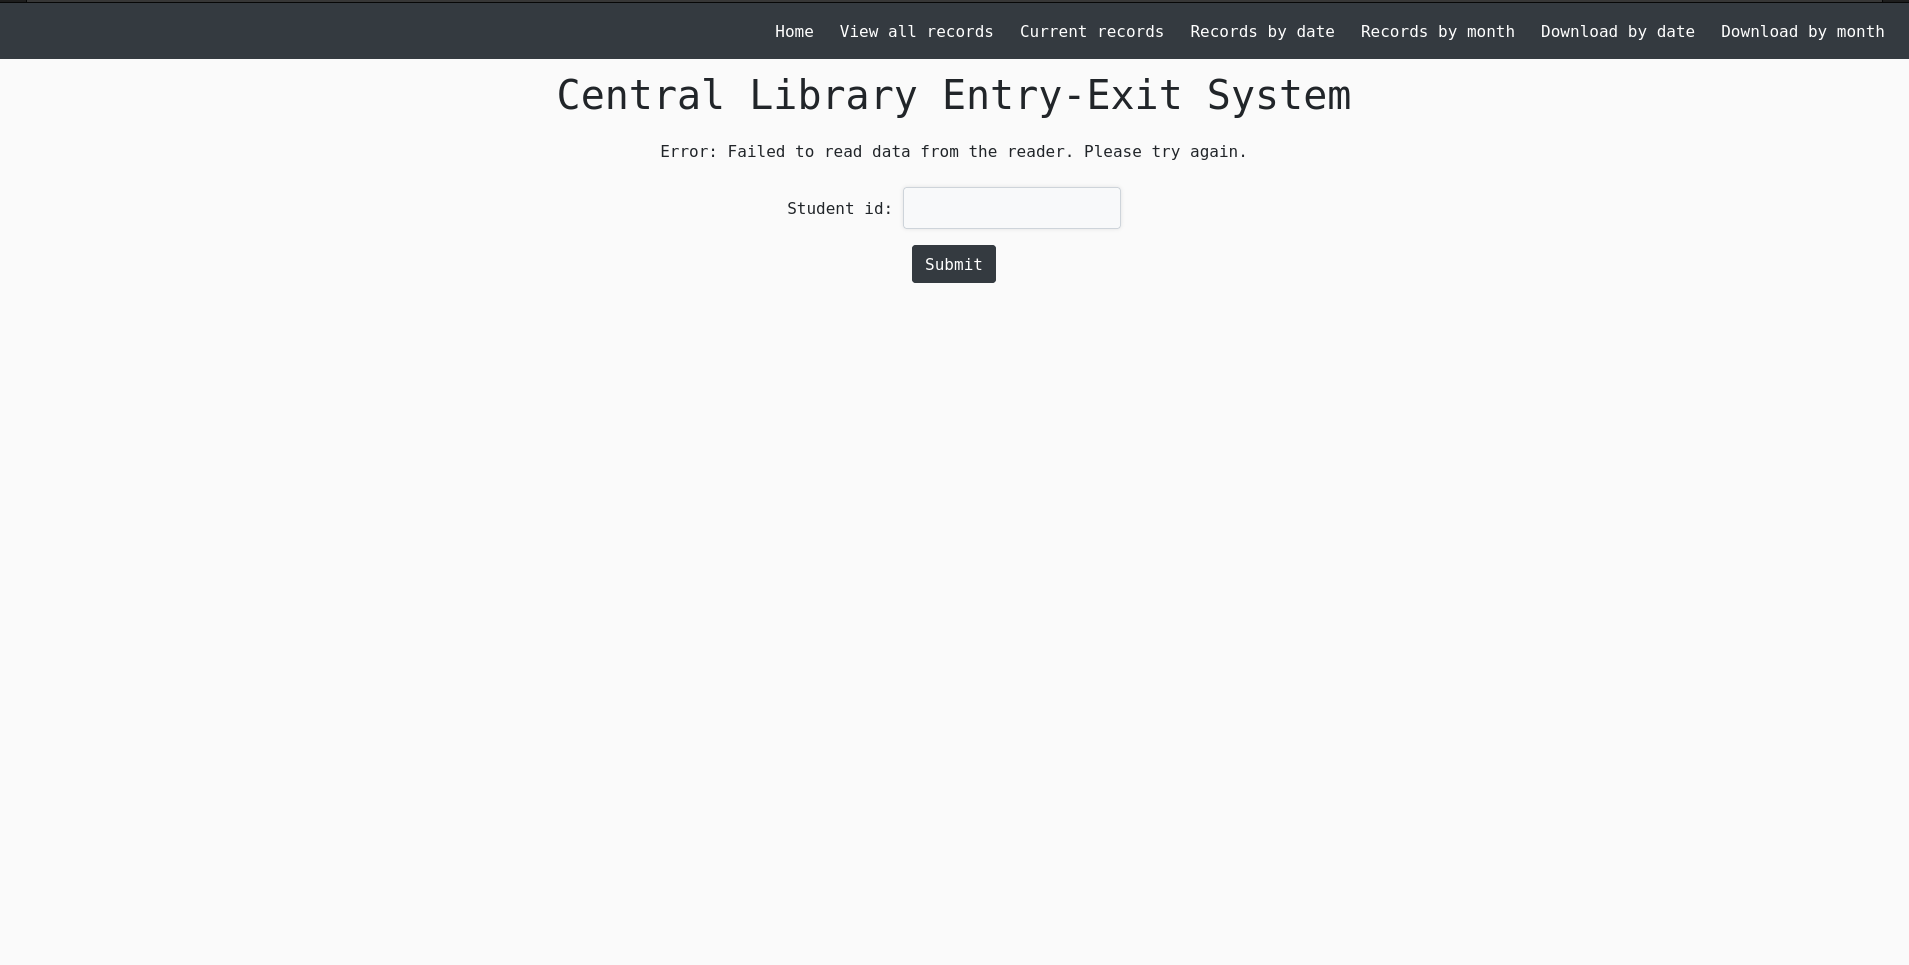 Home View all records Current records Records by date Records by month Download by date Download by month
Central Library Entry-Exit System
Error: Failed to read data from the reader. Please try again.
Student id:
Submit